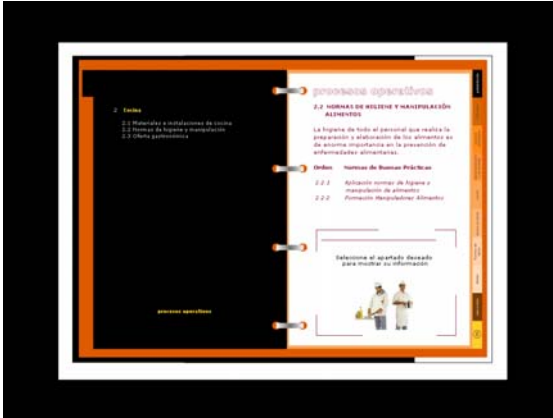 2 Cocina
2.1 Materiales e instalaciones de cocina
2.2 Normas de higiene y manipulación
2.3 Oferta gastronómica
procesos operativos
procesos operativos
2.2 NORMAS DE HIGIENE Y MANIPULACIÓN
ALIMENTOS
La higiene de todo el personal que realiza la
preparación y elaboración de los alimentos es
de enorme importancia en la prevención de
enfermedades alimentarias.
Orden Normas de Buenas Prácticas
2.2.1 Aplicación normas de higiene y
manipulación de alimentos
2.2.2 Formación Manipuladores Alimentos
Seleccione el apartado deseado
para mostrar su información